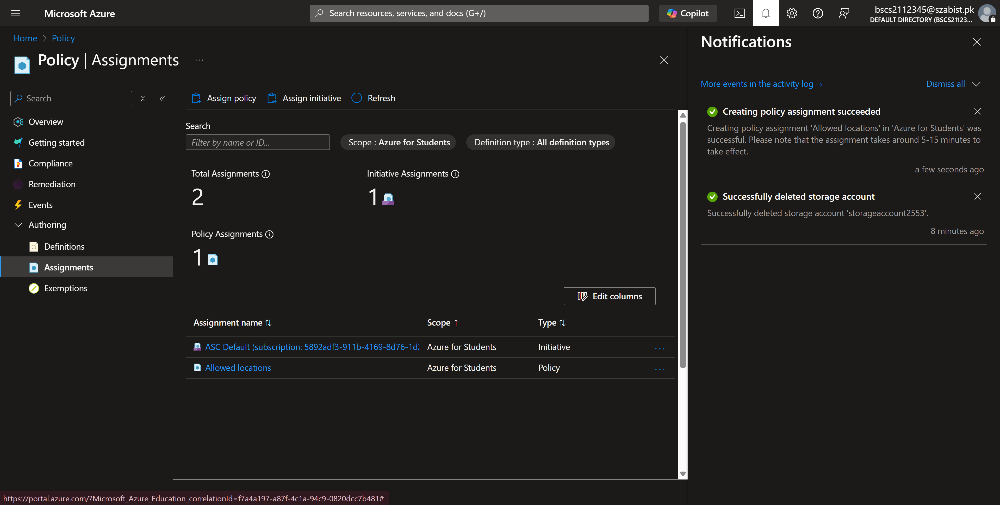 Microsoft Azure
Search resources, services, and docs (G+/)
Copilot
bscs2112345@szabist.pk
DEFAULT DIRECTORY (BSCS21123...
Home > Policy
Policy | Assignments ...
Search
Overview
Getting started
Compliance
Remediation
Events
Authoring
Definitions
Assignments
Exemptions
Assign policy
Assign initiative
Refresh
Search
Filter by name or ID...
Scope : Azure for Students
Definition type : All definition types
Total Assignments
2
Initiative Assignments
1
Policy Assignments
1
Edit columns
Assignment name ↑↓ Scope ↑ Type ↑↓
ASC Default (subscription: 5892adf3-911b-4169-8d76-1d Azure for Students Initiative ...
Allowed locations Azure for Students Policy ...
Notifications
More events in the activity log →
Dismiss all
Creating policy assignment succeeded
Creating policy assignment 'Allowed locations' in 'Azure for Students' was
successful. Please note that the assignment takes around 5-15 minutes to
take effect.
a few seconds ago
Successfully deleted storage account
Successfully deleted storage account 'storageaccount2553'.
8 minutes ago
https://portal.azure.com/?Microsoft_Azure_Education_correlationId=f7a4a197-a87f-4c1a-94c9-0820dcc7b481#